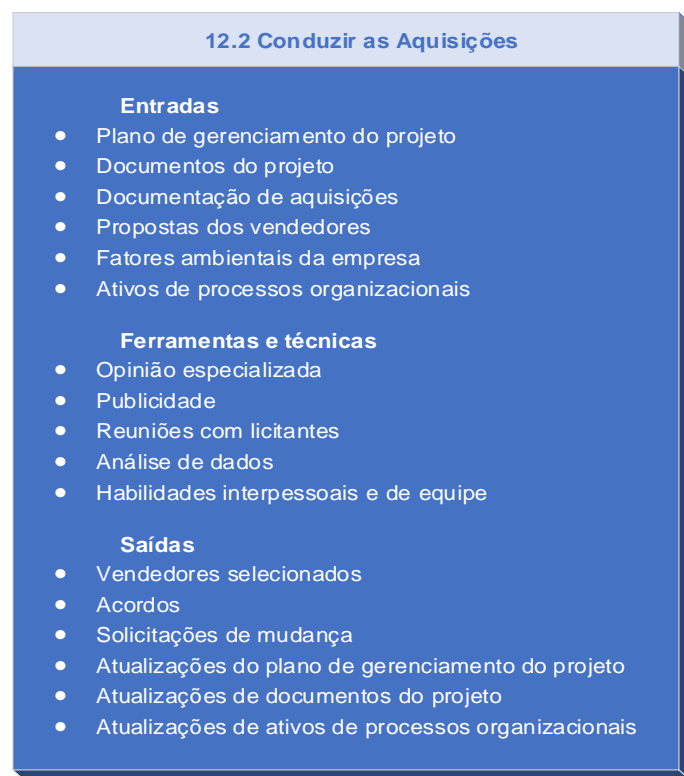 12.2 Conduzir as Aquisições
Entradas
• Plano de gerenciamento do projeto
• Documentos do projeto
• Documentação de aquisições
• Propostas dos vendedores
• Fatores ambientais da empresa
• Ativos de processos organizacionais
Ferramentas e técnicas
• Opinião especializada
• Publicidade
• Reuniões com licitantes
• Análise de dados
• Habilidades interpessoais e de equipe
Saídas
• Vendedores selecionados
• Acordos
• Solicitações de mudança
• Atualizações do plano de gerenciamento do projeto
• Atualizações de documentos do projeto
• Atualizações de ativos de processos organizacionais